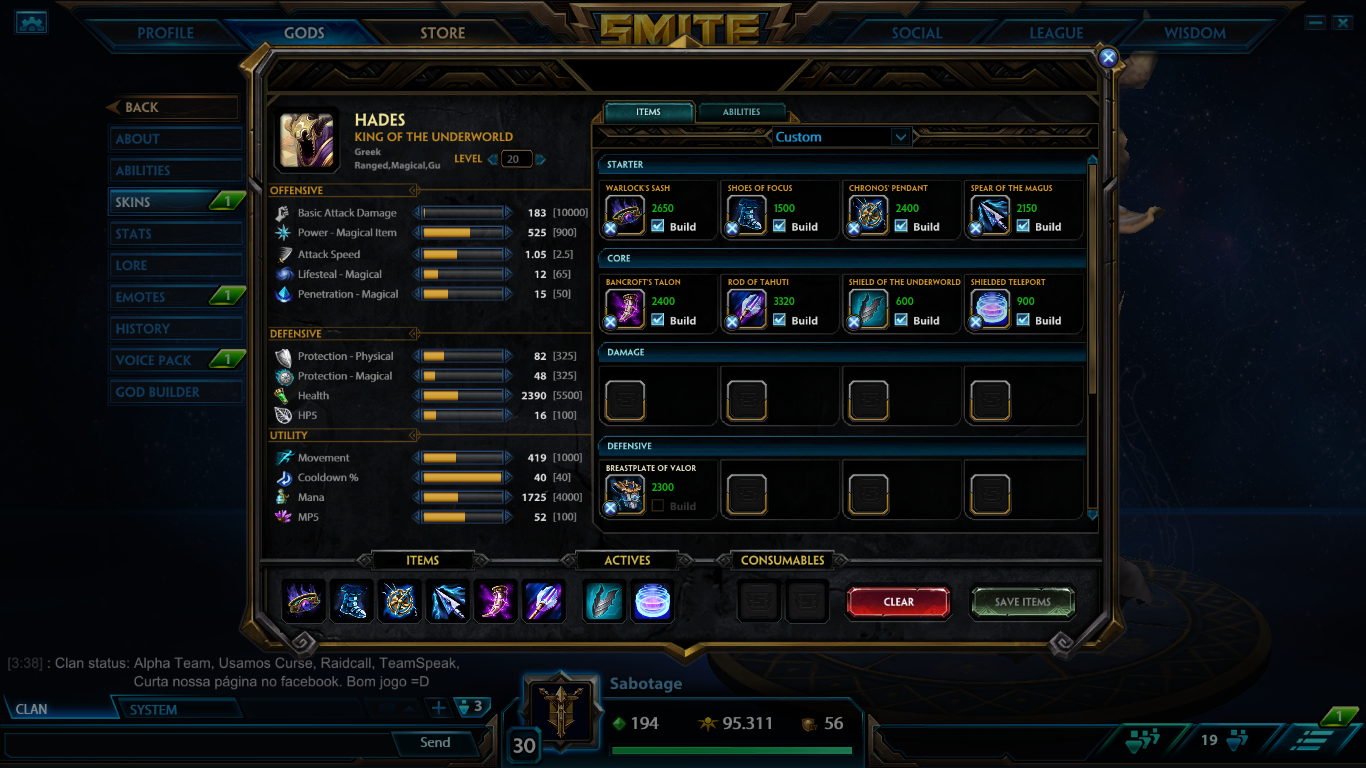 SMITE
PROFILE
GODS
STORE
SOCIAL
LEAGUE
WISDOM
BACK
ABOUT
ABILITIES
SKINS 1
STATS
LORE
EMOTES 1
HISTORY
VOICE PACK 1
GOD BUILDER
HADES
KING OF THE UNDERWORLD
Greek
Ranged,Magical,Gu
LEVEL 20
OFFENSIVE
Basic Attack Damage 183 [10000]
Power - Magical Item 525 [900]
Attack Speed 1.05 [2.5]
Lifesteal - Magical 12 [65]
Penetration - Magical 15 [50]
DEFENSIVE
Protection - Physical 82 [325]
Protection - Magical 48 [325]
Health 2390 [5500]
HP5 16 [100]
UTILITY
Movement 419 [1000]
Cooldown % 40 [40]
Mana 1725 [4000]
MP5 52 [100]
ITEMS
ABILITIES
Custom
STARTER
WARLOCK'S SASH
2650
Build
SHOES OF FOCUS
1500
Build
CHRONOS' PENDANT
2400
Build
SPEAR OF THE MAGUS
2150
Build
CORE
BANCROFT'S TALON
2400
Build
ROD OF TAHUTI
3320
Build
SHIELD OF THE UNDERWORLD
600
Build
SHIELDED TELEPORT
900
Build
DAMAGE
DEFENSIVE
BREASTPLATE OF VALOR
2300
Build
ITEMS
ACTIVES
CONSUMABLES
CLEAR
SAVE ITEMS
[3:38] : Clan status: Alpha Team, Usamos Curse, Raidcall, TeamSpeak,
Curta nossa página no facebook. Bom jogo =D
CLAN
SYSTEM
3
Send
30
Sabotage
194
95.311
56
19
1